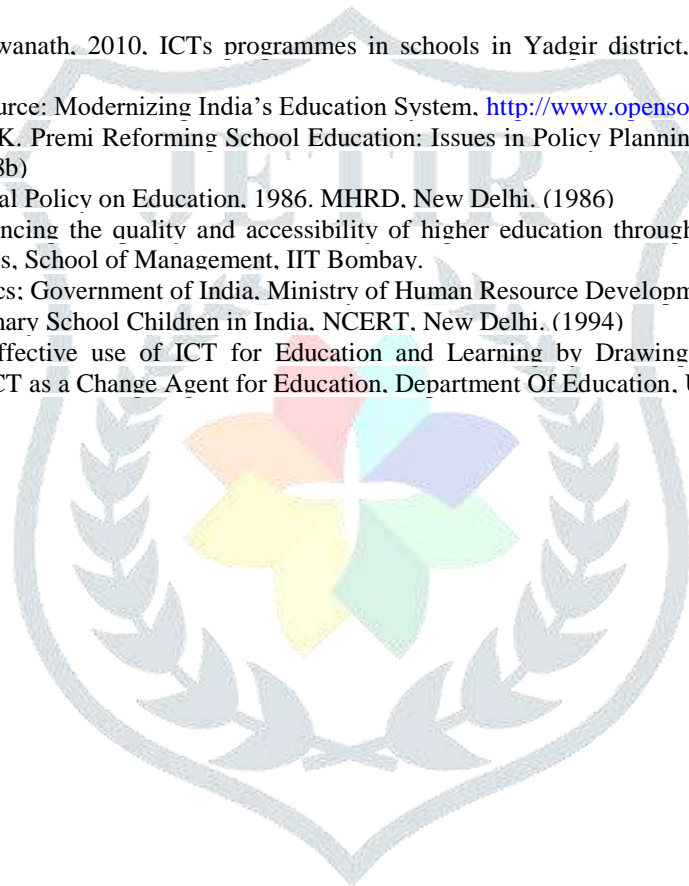 wanath, 2010, ICTs programmes in schools in Yadgir district,
urce: Modernizing India's Education System, http://www.openso
K. Premi Reforming School Education: Issues in Policy Plannin
8b)
al Policy on Education, 1986. MHRD, New Delhi. (1986)
ncing the quality and accessibility of higher education through
s, School of Management, IIT Bombay.
cs; Government of India, Ministry of Human Resource Developm
nary School Children in India, NCERT, New Delhi. (1994)
ffective use of ICT for Education and Learning by Drawing
CT as a Change Agent for Education, Department Of Education, U
JETIR